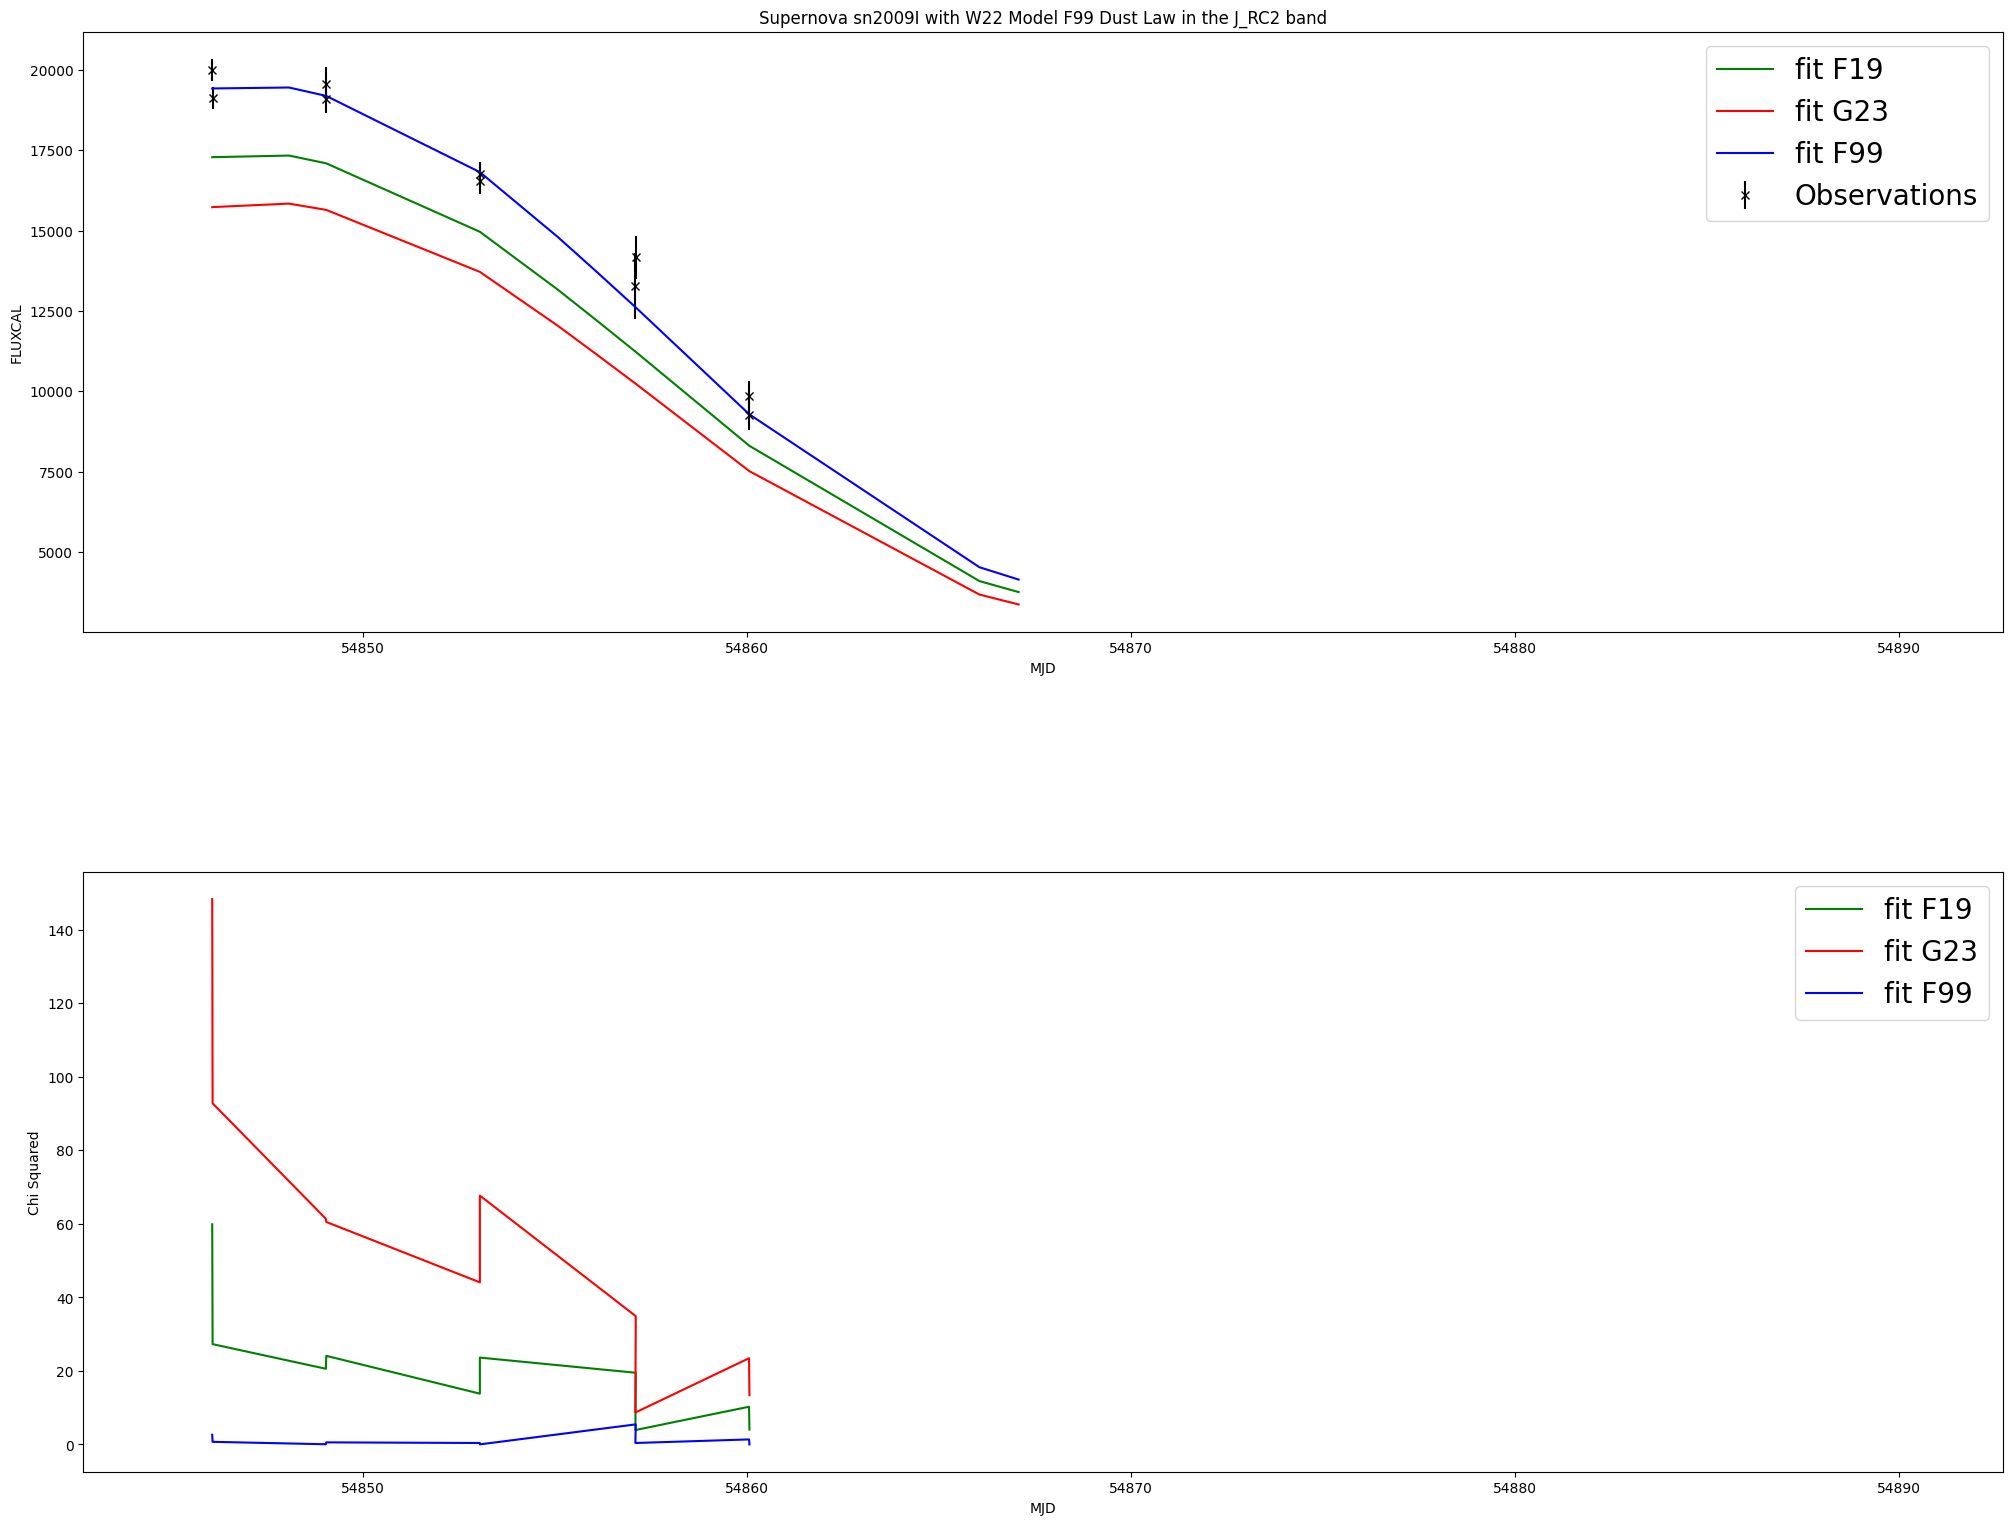 Supernova sn2009I with W22 Model F99 Dust Law in the J_RC2 band
20000
17500
15000
12500
10000
7500
5000
FLUXCAL
fit F19
fit G23
fit F99
Observations
54850
54860
54870
54880
54890
MJD
140
120
100
80
60
40
20
0
Chi Squared
fit F19
fit G23
fit F99
54850
54860
54870
54880
54890
MJD